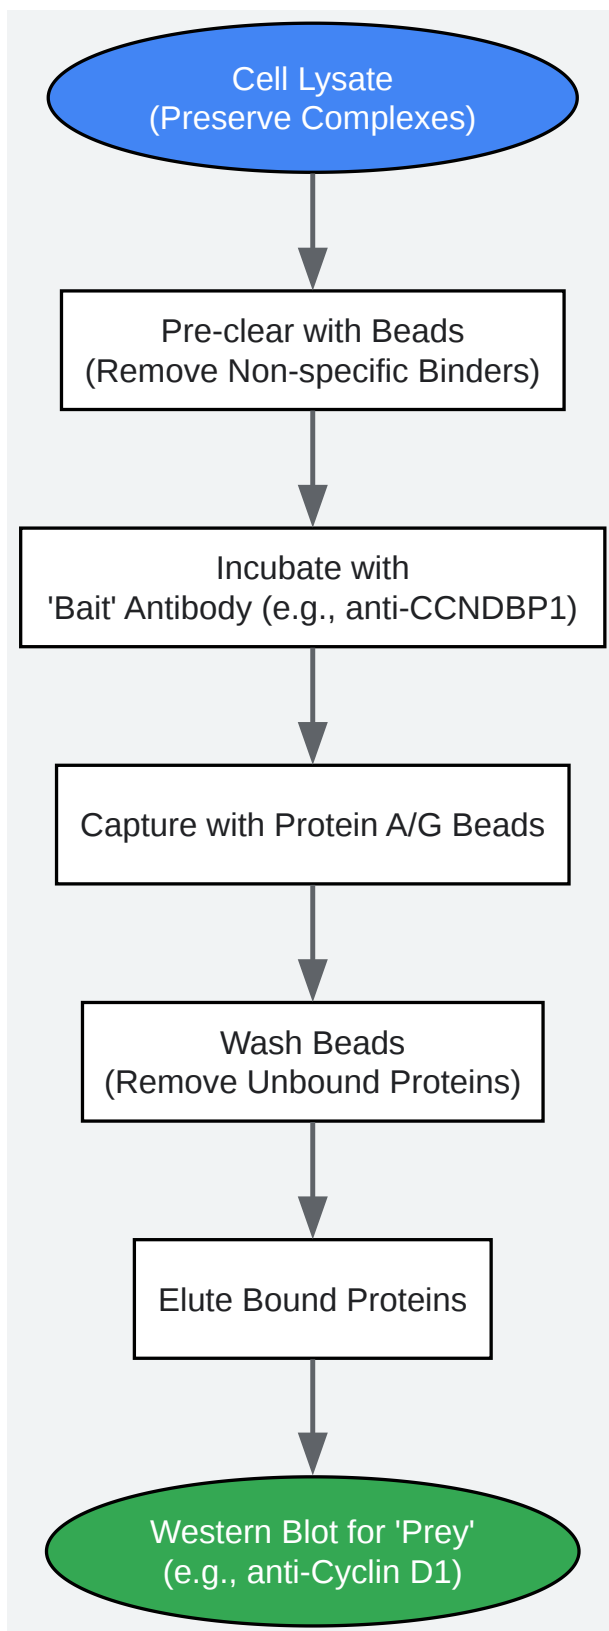 Cell Lysate
(Preserve Complexes)
Pre-clear with Beads
(Remove Non-specific Binders)
Incubate with
'Bait' Antibody (e.g., anti-CCNDBP1)
Capture with Protein A/G Beads
Wash Beads
(Remove Unbound Proteins)
Elute Bound Proteins
Western Blot for 'Prey'
(e.g., anti-Cyclin D1)